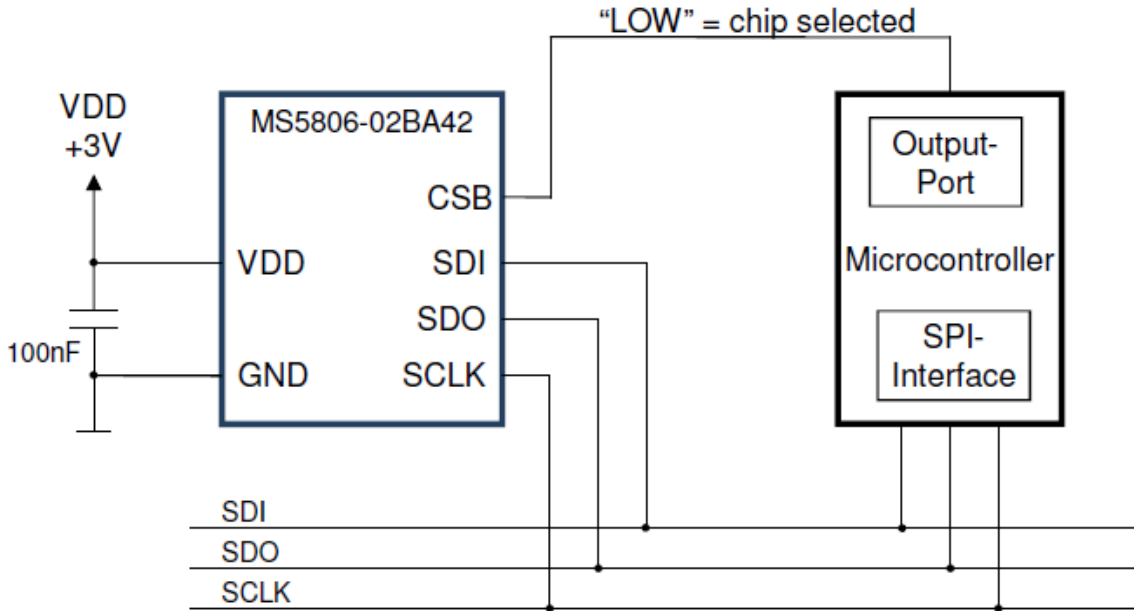 “LOW” = chip selected
VDD
+3V
100nF
MS5806-02BA42
CSB
VDD
SDI
SDO
GND
SCLK
Output-
Port
Microcontroller
SPI-
Interface
SDI
SDO
SCLK